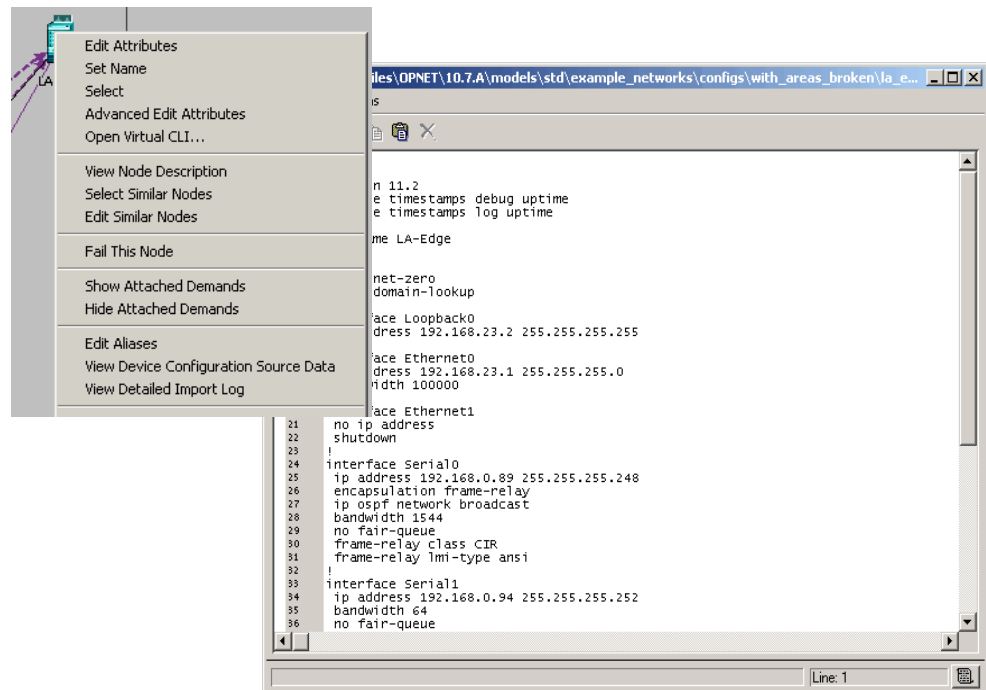 LA
Edit Attributes
Set Name
Select
Advanced Edit Attributes
Open Virtual CLI...
View Node Description
Select Similar Nodes
Edit Similar Nodes
Fail This Node
Show Attached Demands
Hide Attached Demands
Edit Aliases
View Device Configuration Source Data
View Detailed Import Log
iles\OPNET\10.7.A\models\std\example_networks\configs\with_areas_broken\la_e...
n 11.2
e timestamps debug uptime
e timestamps log uptime
me LA-Edge
net-zero
domain-lookup
ace Loopback0
dress 192.168.23.2 255.255.255.255
ace Ethernet0
dress 192.168.23.1 255.255.255.0
idth 100000
ace Ethernet1
21 no ip address
22 shutdown
23 !
24 interface Serial0
25 ip address 192.168.0.89 255.255.255.248
26 encapsulation frame-relay
27 ip ospf network broadcast
28 bandwidth 1544
29 no fair-queue
30 frame-relay class CIR
31 frame-relay lmi-type ansi
32 !
33 interface Serial1
34 ip address 192.168.0.94 255.255.255.252
35 bandwidth 64
36 no fair-queue
Line: 1